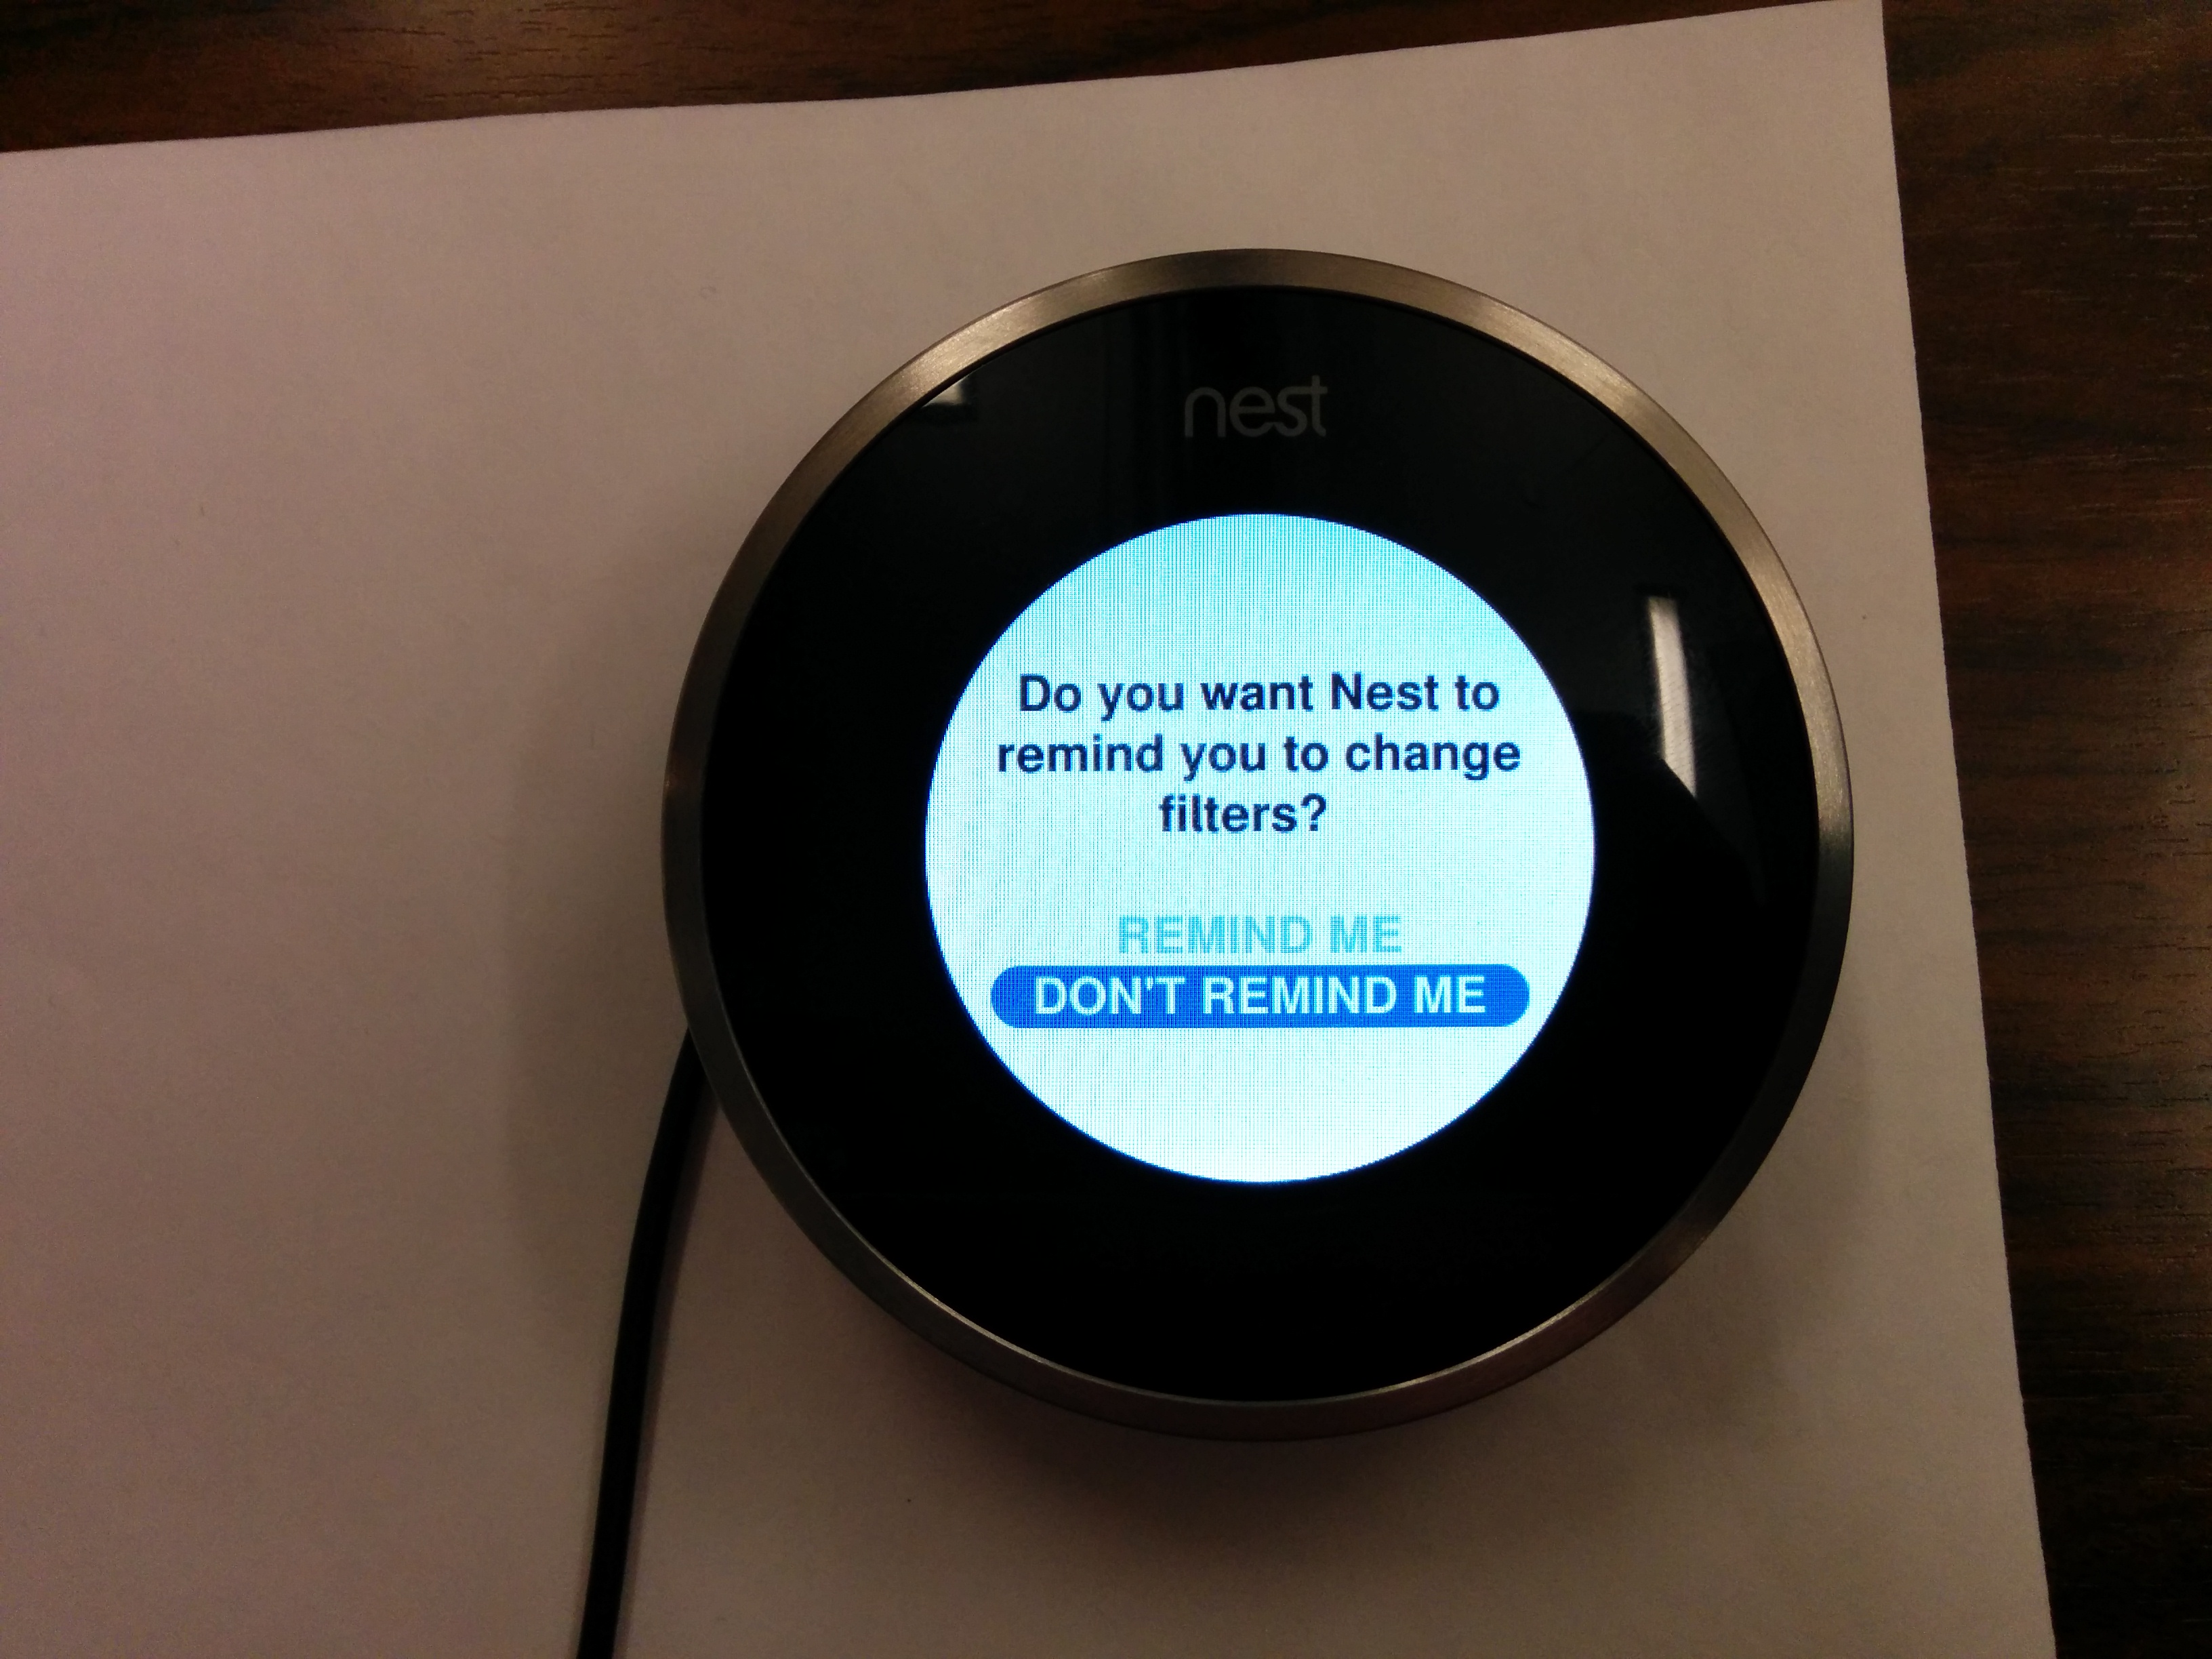 nest
Do you want Nest to
remind you to change
filters?
REMIND ME
DON'T REMIND ME